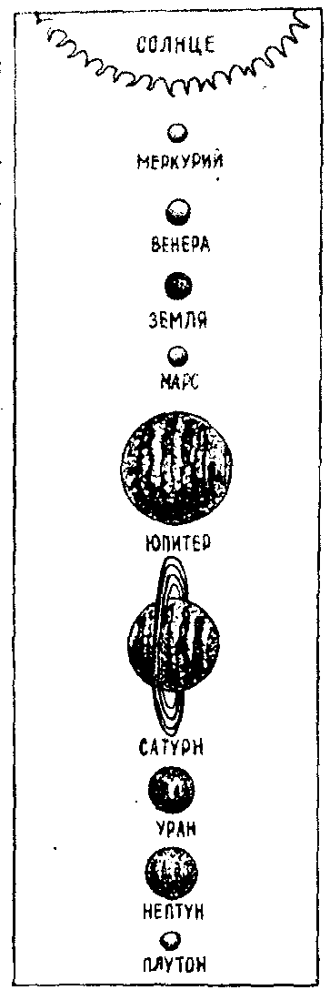 СОЛНЦЕ
МЕРКУРИЙ
ВЕНЕРА
ЗЕМЛЯ
МАРС
ЮПИТЕР
САТУРН
УРАН
НЕПТУН
ПЛУТОН